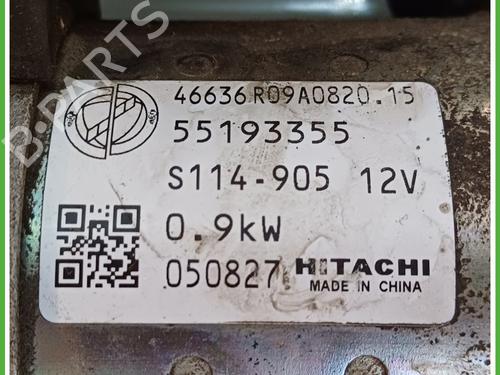 46636R09A0820.15
55193355
S114-905 12V
0.9kW
050827 HITACHI
MADE IN CHINA
B-PARTS